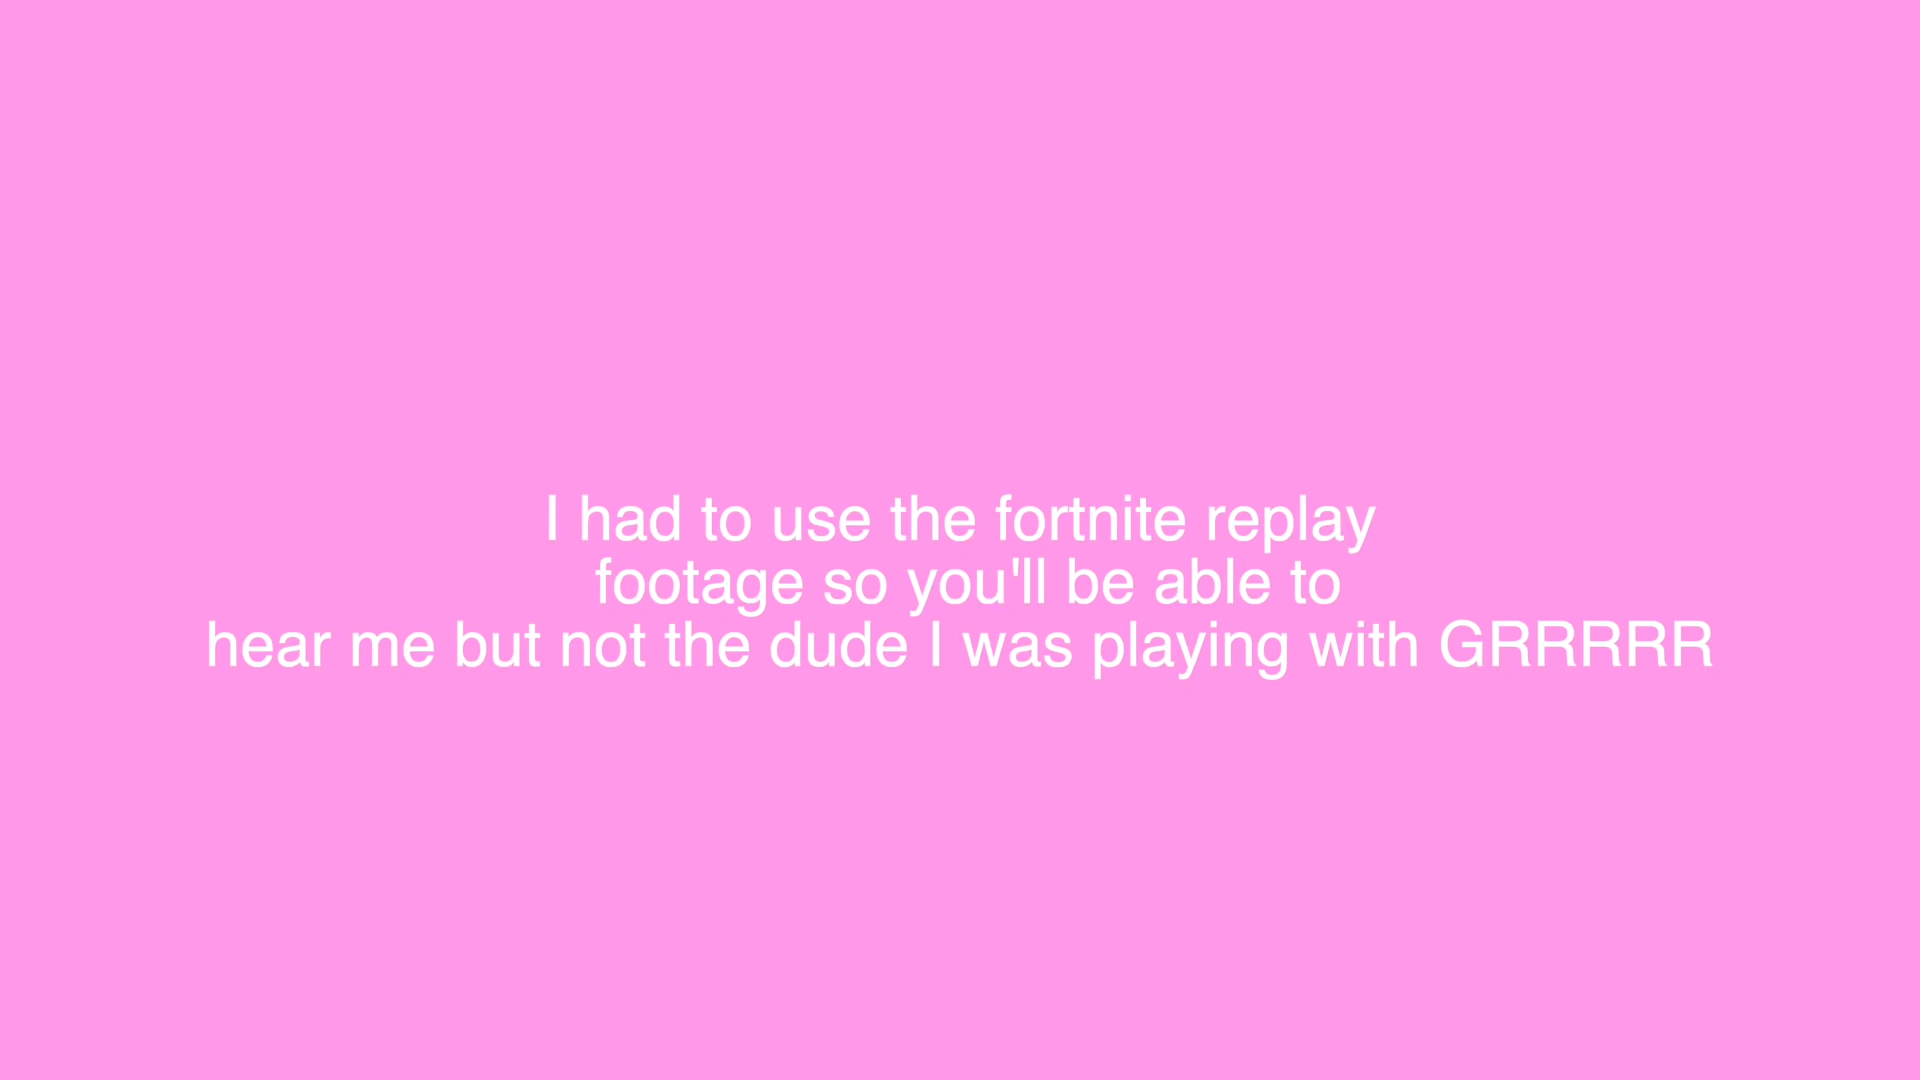 I had to use the fortnite replay
footage so you'll be able to
hear me but not the dude I was playing with GRRRRR